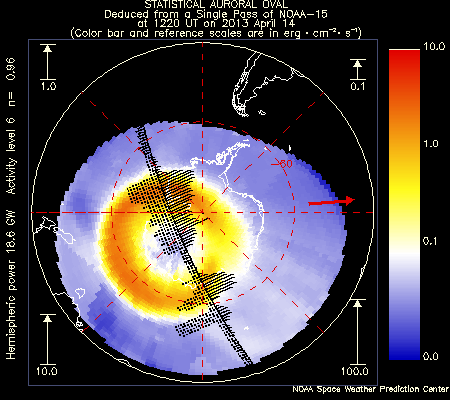 STATISTICAL AURORAL OVAL
Deduced from a Single Pass of NOAA-15
at 1220 UT on 2013 April 14
(Color bar and reference scales are in erg · cm⁻² · s⁻¹)
Hemispheric power 18.6 GW Activity level 6 n= 0.96
1.0
0.1
10.0
100.0
-60
10.0
1.0
0.1
0.0
NOAA Space Weather Prediction Center